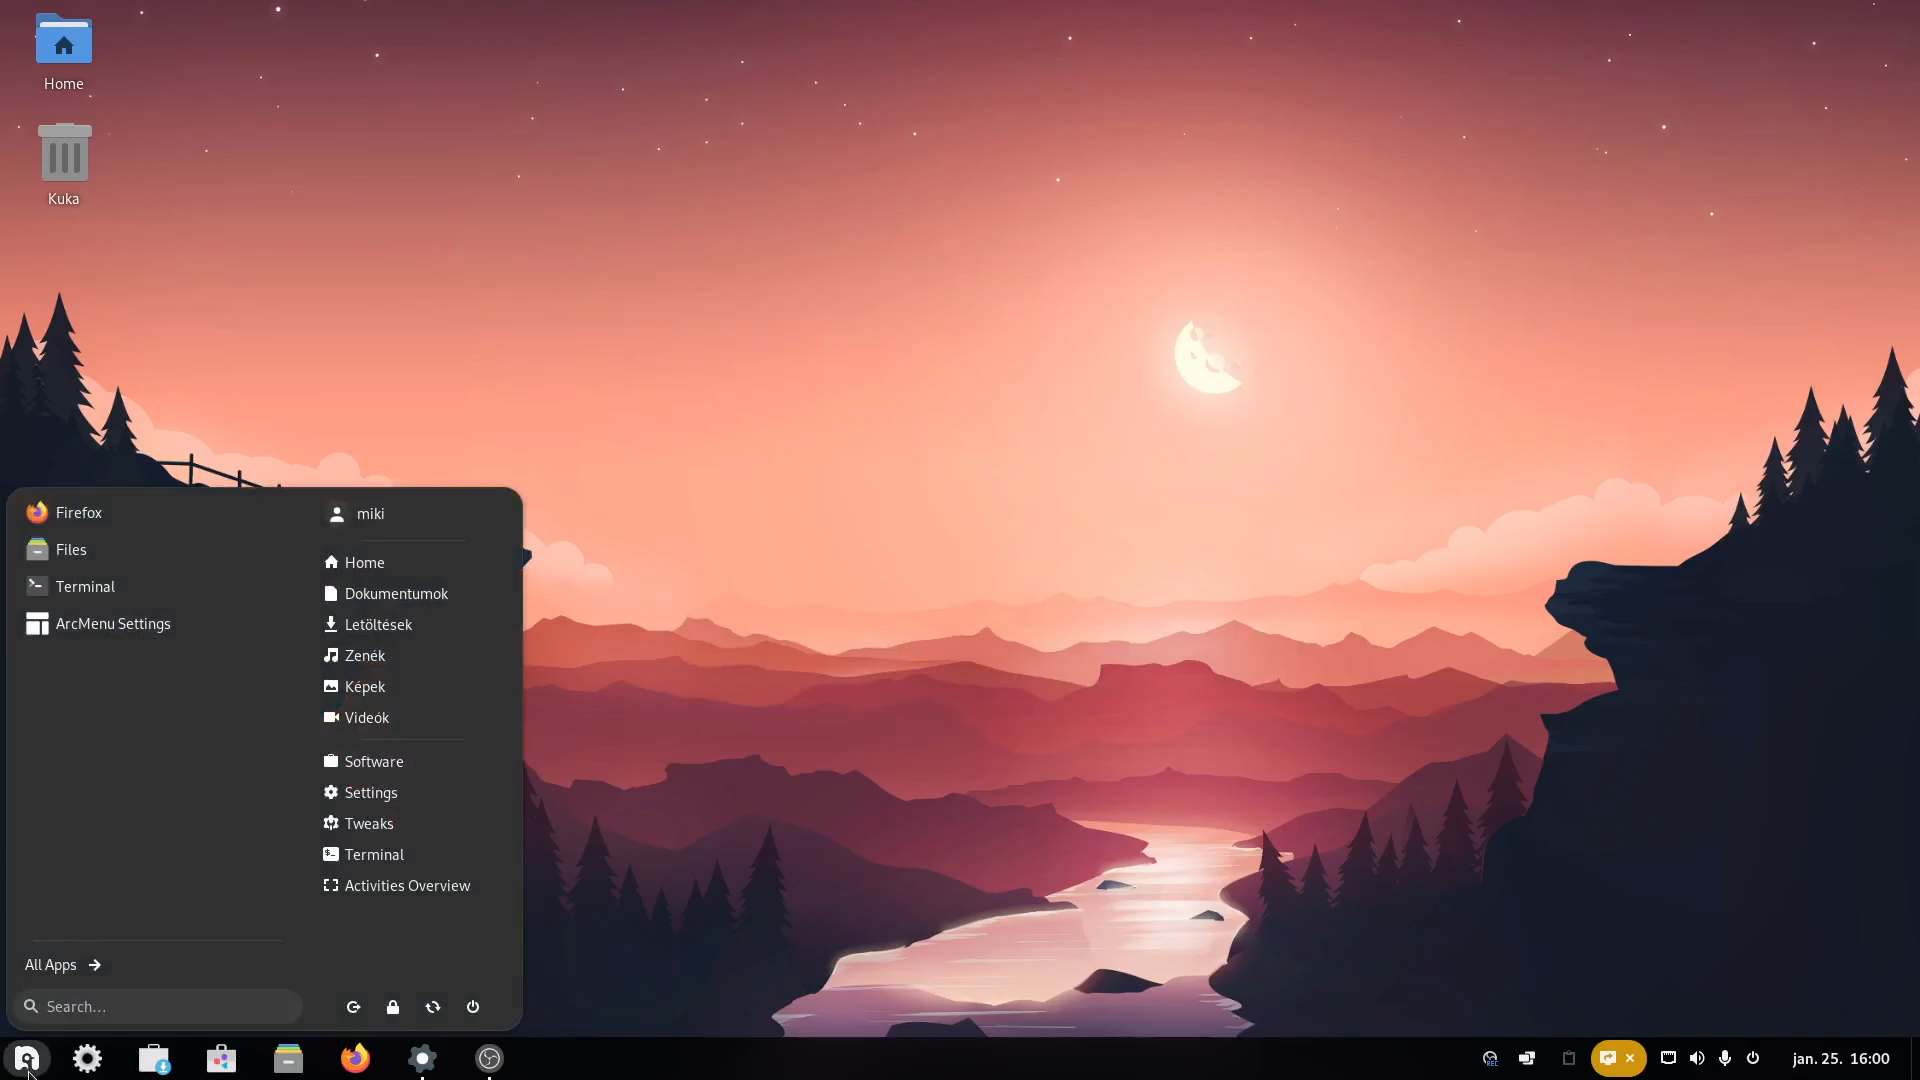 Home
Kuka
Firefox
Files
Terminal
ArcMenu Settings
All Apps
Search...
miki
Home
Dokumentumok
Letöltések
Zenék
Képek
Videók
Software
Settings
Tweaks
Terminal
Activities Overview
REC
jan. 25. 16:00